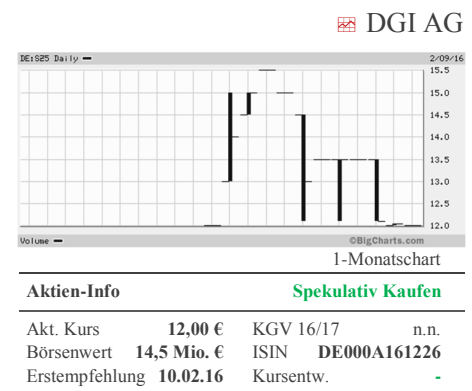 DGI AG
DE:S25 Daily
2/09/16
15.5
15.0
14.5
14.0
13.5
13.0
12.5
12.0
Volume
©BigCharts.com
1-Monatschart
Aktien-Info Spekulativ Kaufen
Akt. Kurs 12,00 € KGV 16/17 n.n.
Börsenwert 14,5 Mio. € ISIN DE000A161226
Erstempfehlung 10.02.16 Kursentw. -